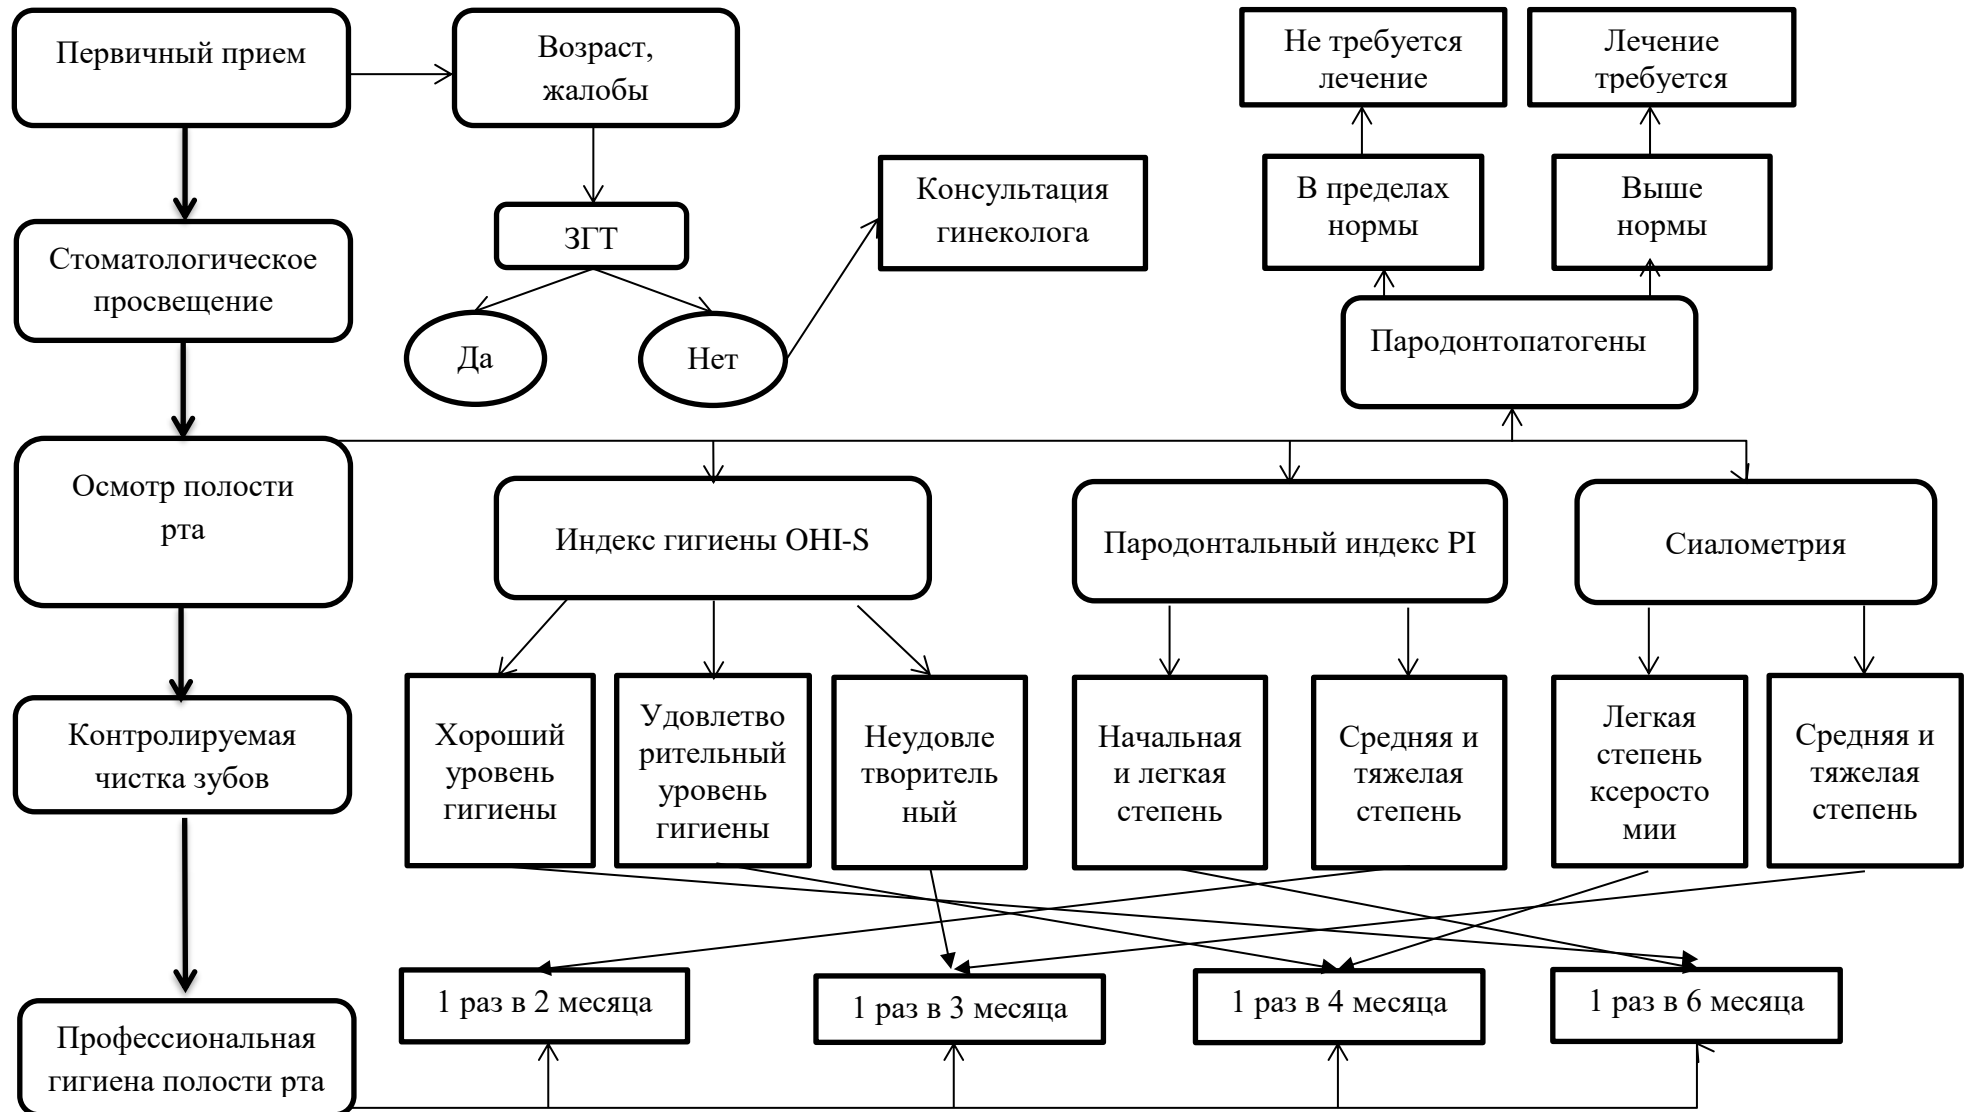 Первичный прием
Возраст,
жалобы
Не требуется
лечение
Лечение
требуется
Консультация
гинеколога
В пределах
нормы
Выше
нормы
ЗГТ
Стоматологическое
просвещение
Да
Нет
Пародонтопатогены
Осмотр полости
рта
Индекс гигиены OHI-S
Пародонтальный индекс PI
Сиалометрия
Контролируемая
чистка зубов
Хороший
уровень
гигиены
Удовлетво
рительный
уровень
гигиены
Неудовле
творитель
ный
Начальная
и легкая
степень
Средняя и
тяжелая
степень
Легкая
степень
ксеросто
мии
Средняя и
тяжелая
степень
1 раз в 2 месяца
1 раз в 3 месяца
1 раз в 4 месяца
1 раз в 6 месяца
Профессиональная
гигиена полости рта